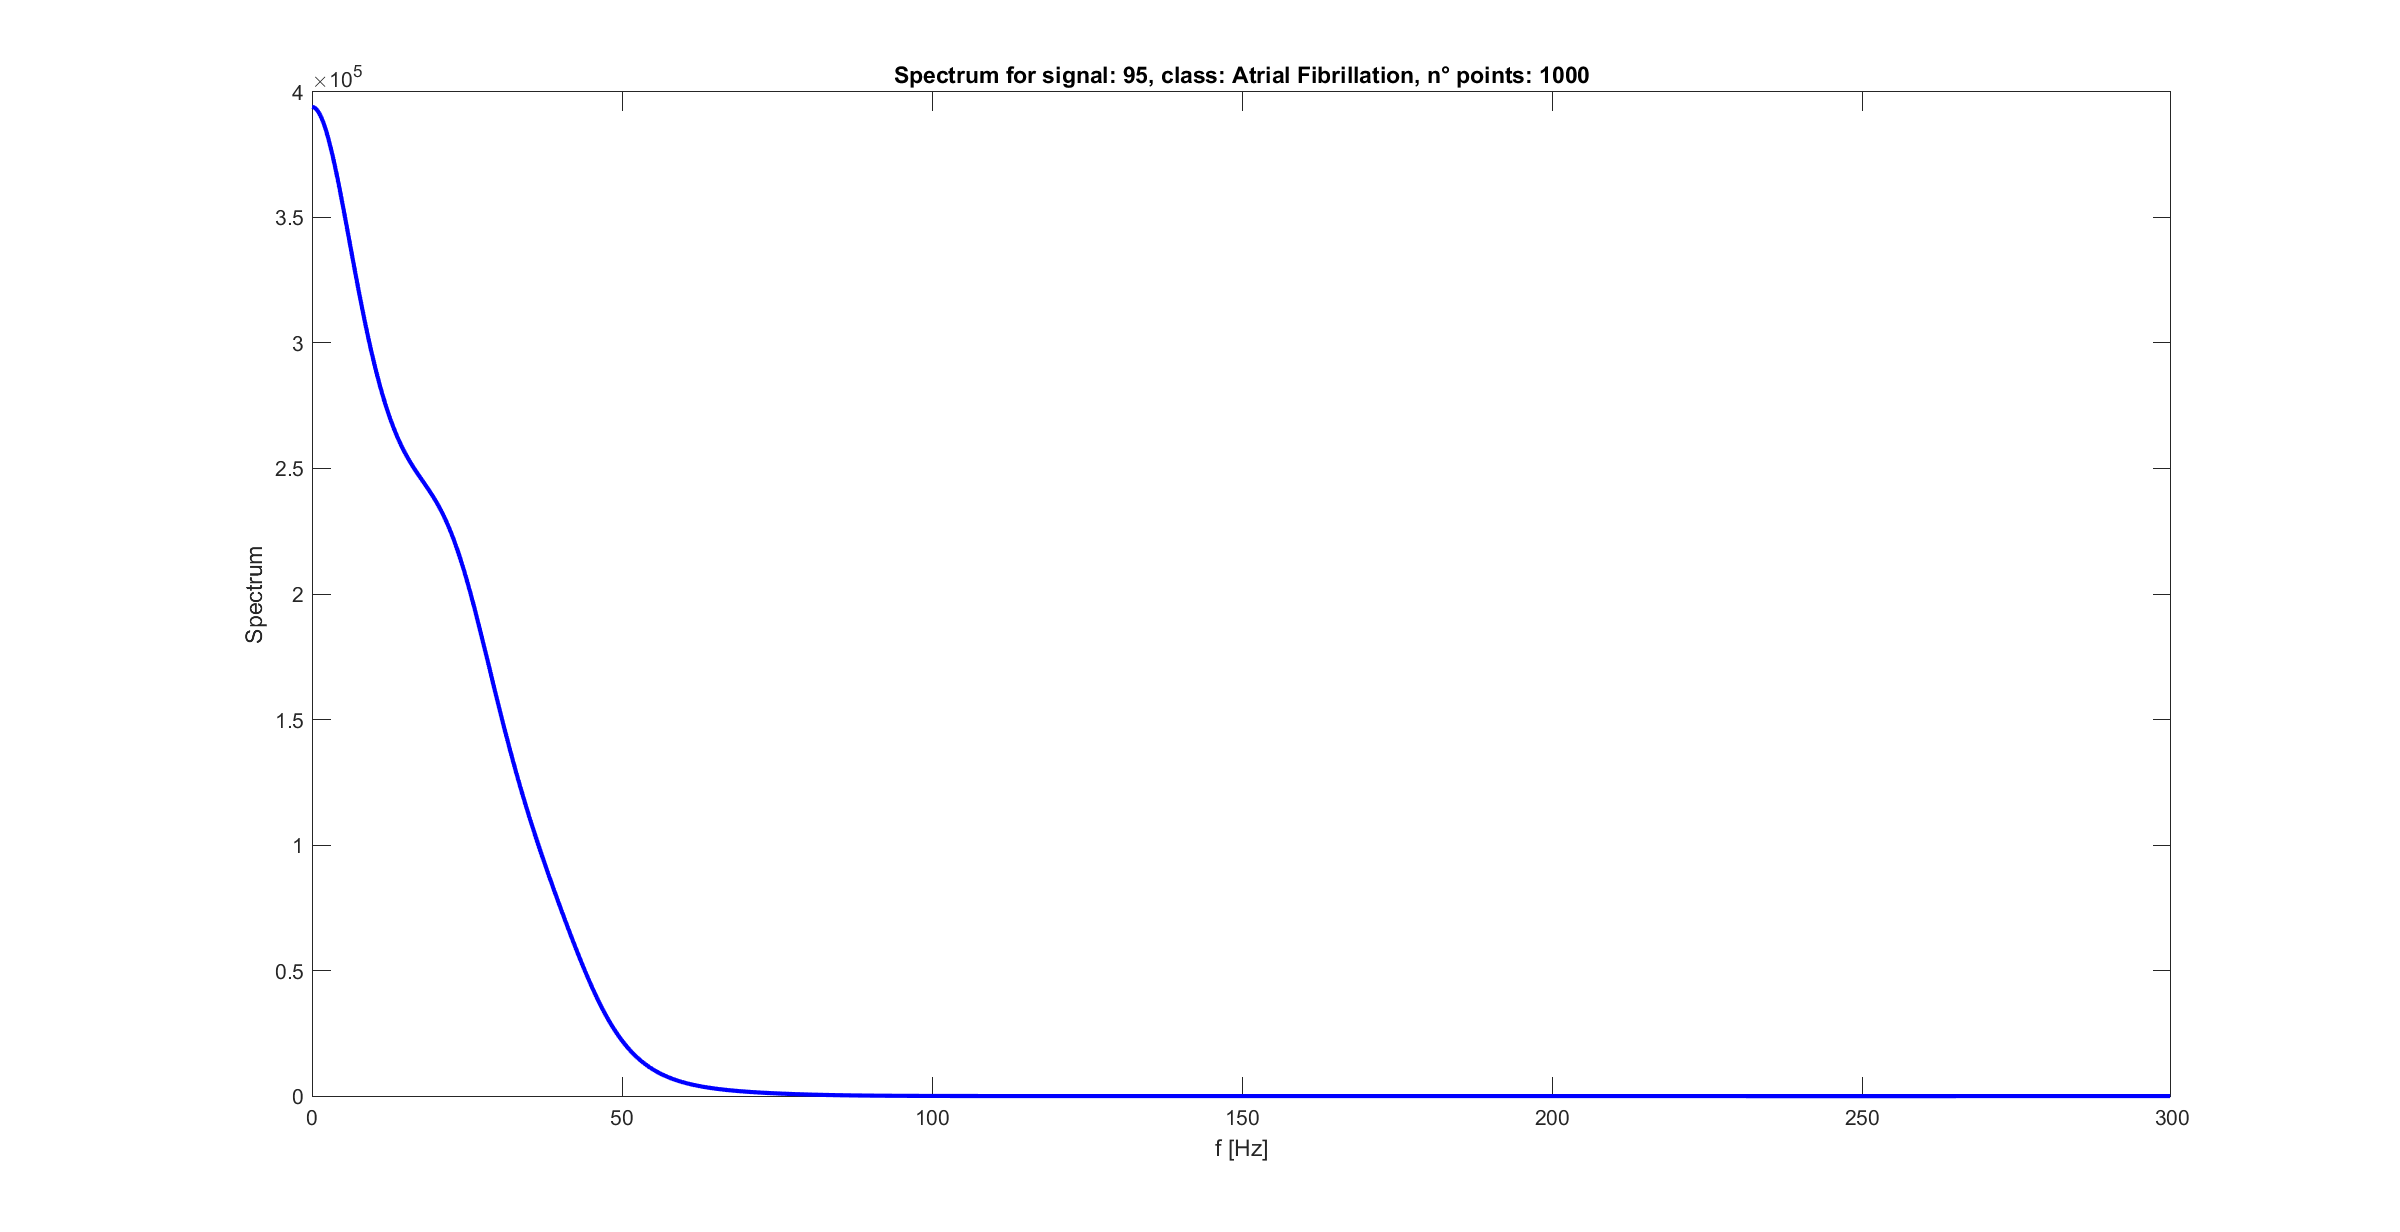 Spectrum for signal: 95, class: Atrial Fibrillation, n° points: 1000
×10^5
4
3.5
3
2.5
2
1.5
1
0.5
0
Spectrum
0 50 100 150 200 250 300
f [Hz]